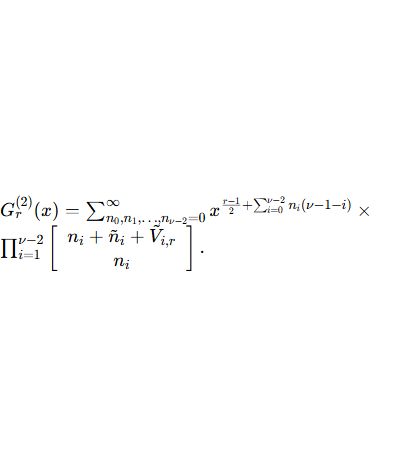 G_r^{(2)}(x) = \sum_{n_0,n_1,\ldots,n_{\nu-2}=0}^{\infty} x^{\frac{r-1}{2}+\sum_{i=0}^{\nu-2} n_i(\nu-1-i)} \times
\prod_{i=1}^{\nu-2} \left[ \begin{array}{c} n_i + \tilde{n}_i + \tilde{V}_{i,r} \\ n_i \end{array} \right] .